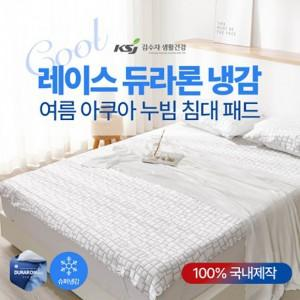 Cool
KSJ 김수자 생활건강
레이스 듀라론 냉감
여름 아쿠아 누빔 침대 패드
DURARON
슈퍼냉감
100% 국내제작